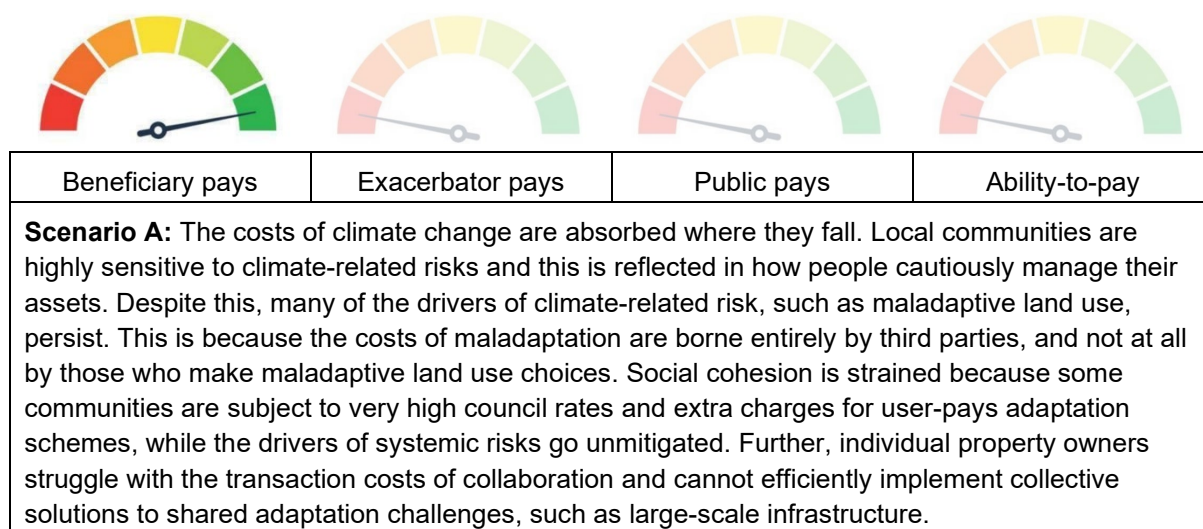 Beneficiary pays
Exacerbator pays
Public pays
Ability-to-pay
Scenario A: The costs of climate change are absorbed where they fall. Local communities are
highly sensitive to climate-related risks and this is reflected in how people cautiously manage their
assets. Despite this, many of the drivers of climate-related risk, such as maladaptive land use,
persist. This is because the costs of maladaptation are borne entirely by third parties, and not at all
by those who make maladaptive land use choices. Social cohesion is strained because some
communities are subject to very high council rates and extra charges for user-pays adaptation
schemes, while the drivers of systemic risks go unmitigated. Further, individual property owners
struggle with the transaction costs of collaboration and cannot efficiently implement collective
solutions to shared adaptation challenges, such as large-scale infrastructure.